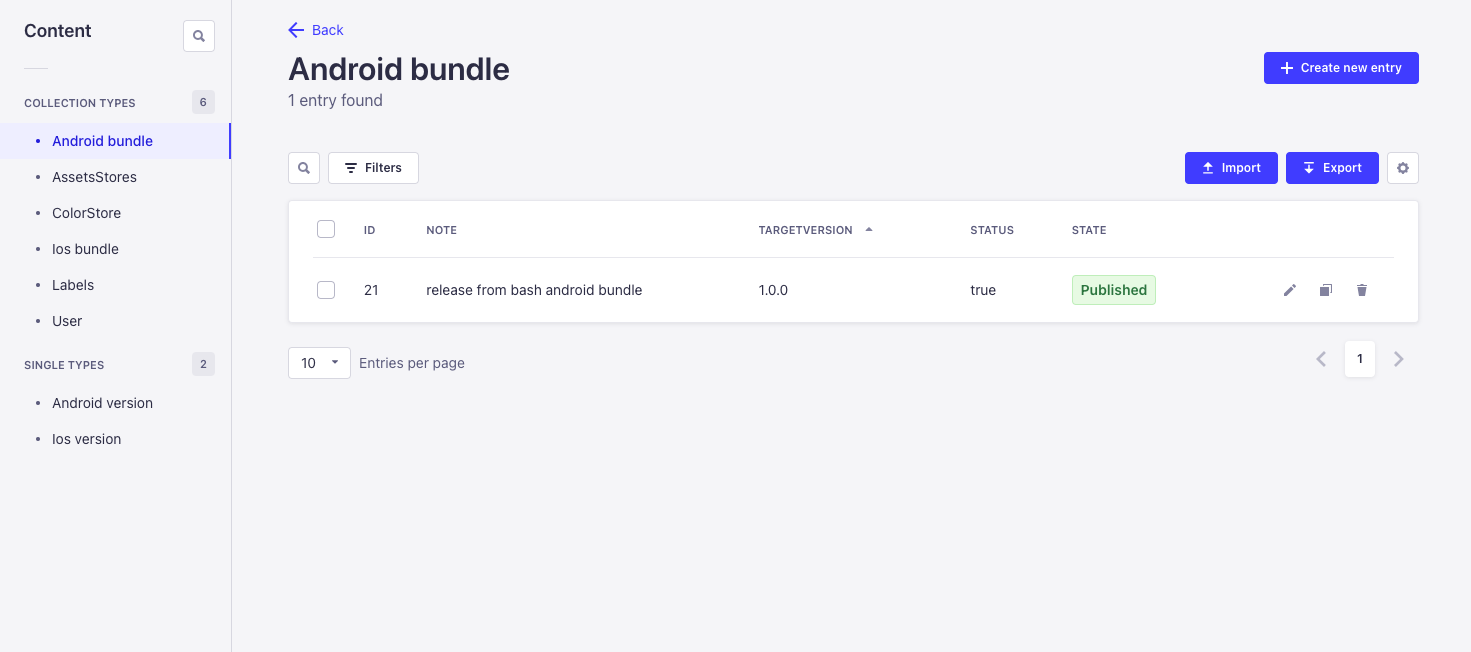 Content
COLLECTION TYPES 6
Android bundle
AssetsStores
ColorStore
Ios bundle
Labels
User
SINGLE TYPES 2
Android version
Ios version
Back
Android bundle
1 entry found
Create new entry
Filters
Import Export
ID NOTE TARGETVERSION STATUS STATE
21 release from bash android bundle 1.0.0 true Published
10 Entries per page
1